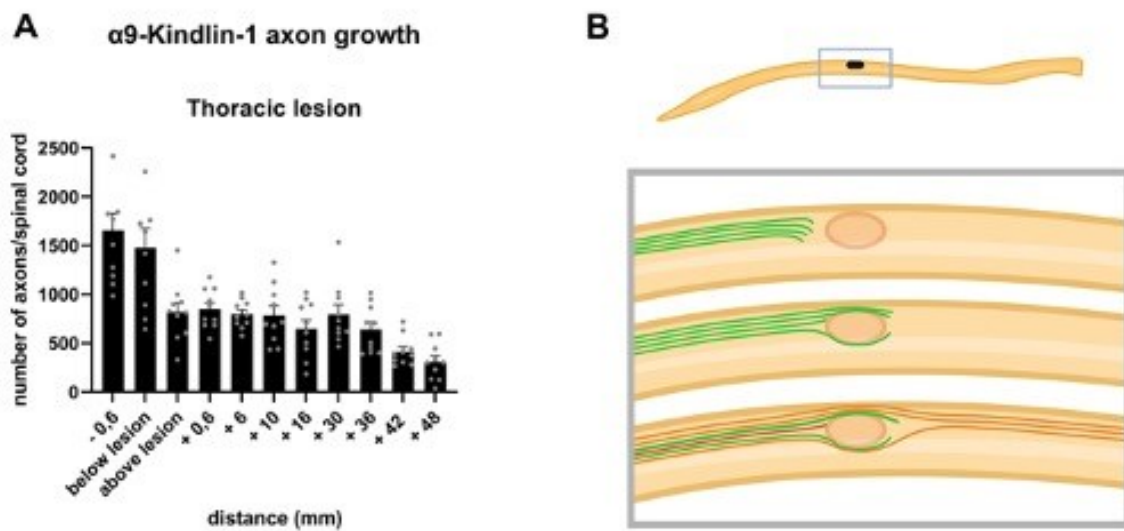 A
α9-Kindlin-1 axon growth
Thoracic lesion
number of axons/spinal cord
2500
2000
1500
1000
500
0
- 0,6
below lesion
above lesion
+ 0,6
+ 6
+ 10
+ 16
+ 30
+ 36
+ 42
+ 48
distance (mm)
B